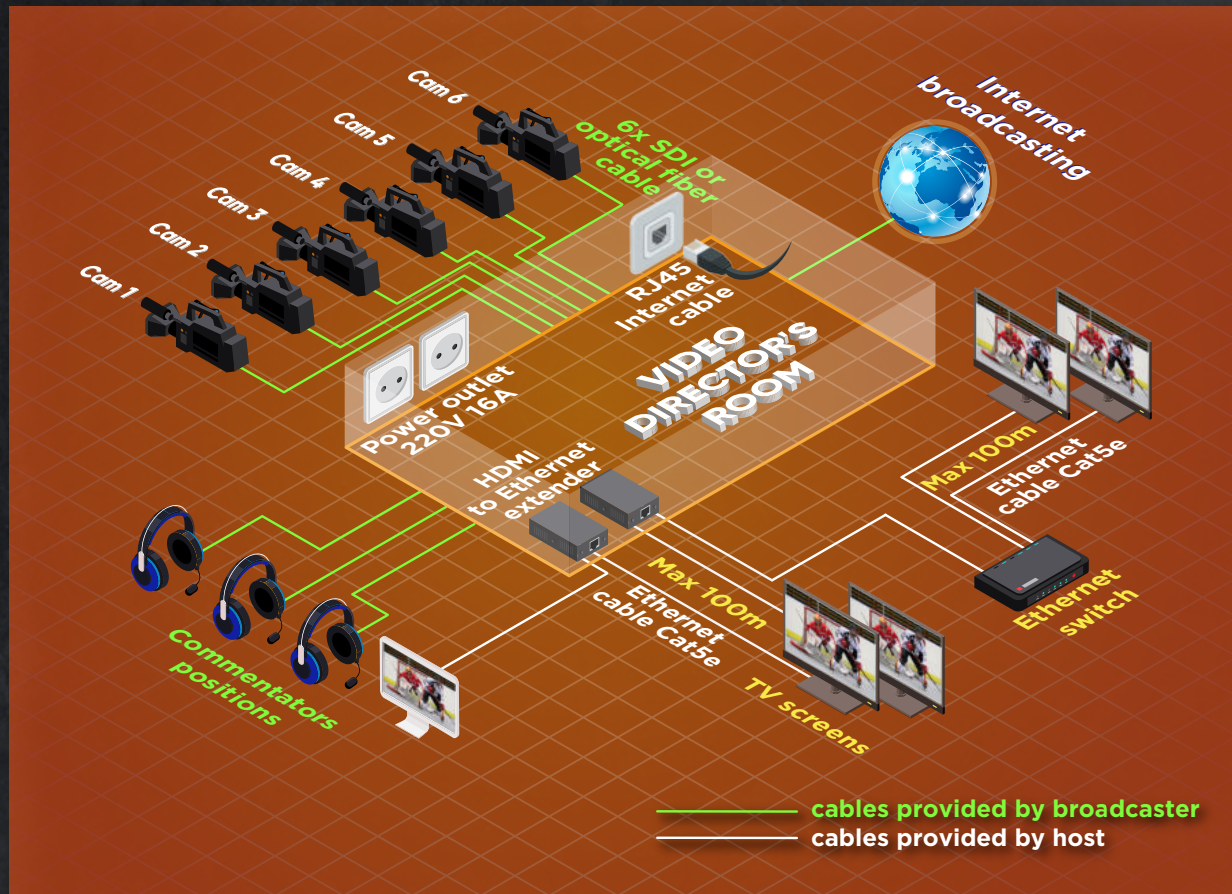 Cam 6
Cam 5
Cam 4
Cam 3
Cam 2
Cam 1
6x SDI or
optical fiber
cable
Internet
broadcasting
RJ45
Internet
cable
VIDEO
DIRECTOR'S
ROOM
Power outlet
220V 16A
HDMI
to Ethernet
extender
Max 100m
Ethernet
cable Cat5e
Ethernet
switch
Max 100m
Ethernet
cable Cat5e
TV screens
Commentators
positions
cables provided by broadcaster
cables provided by host